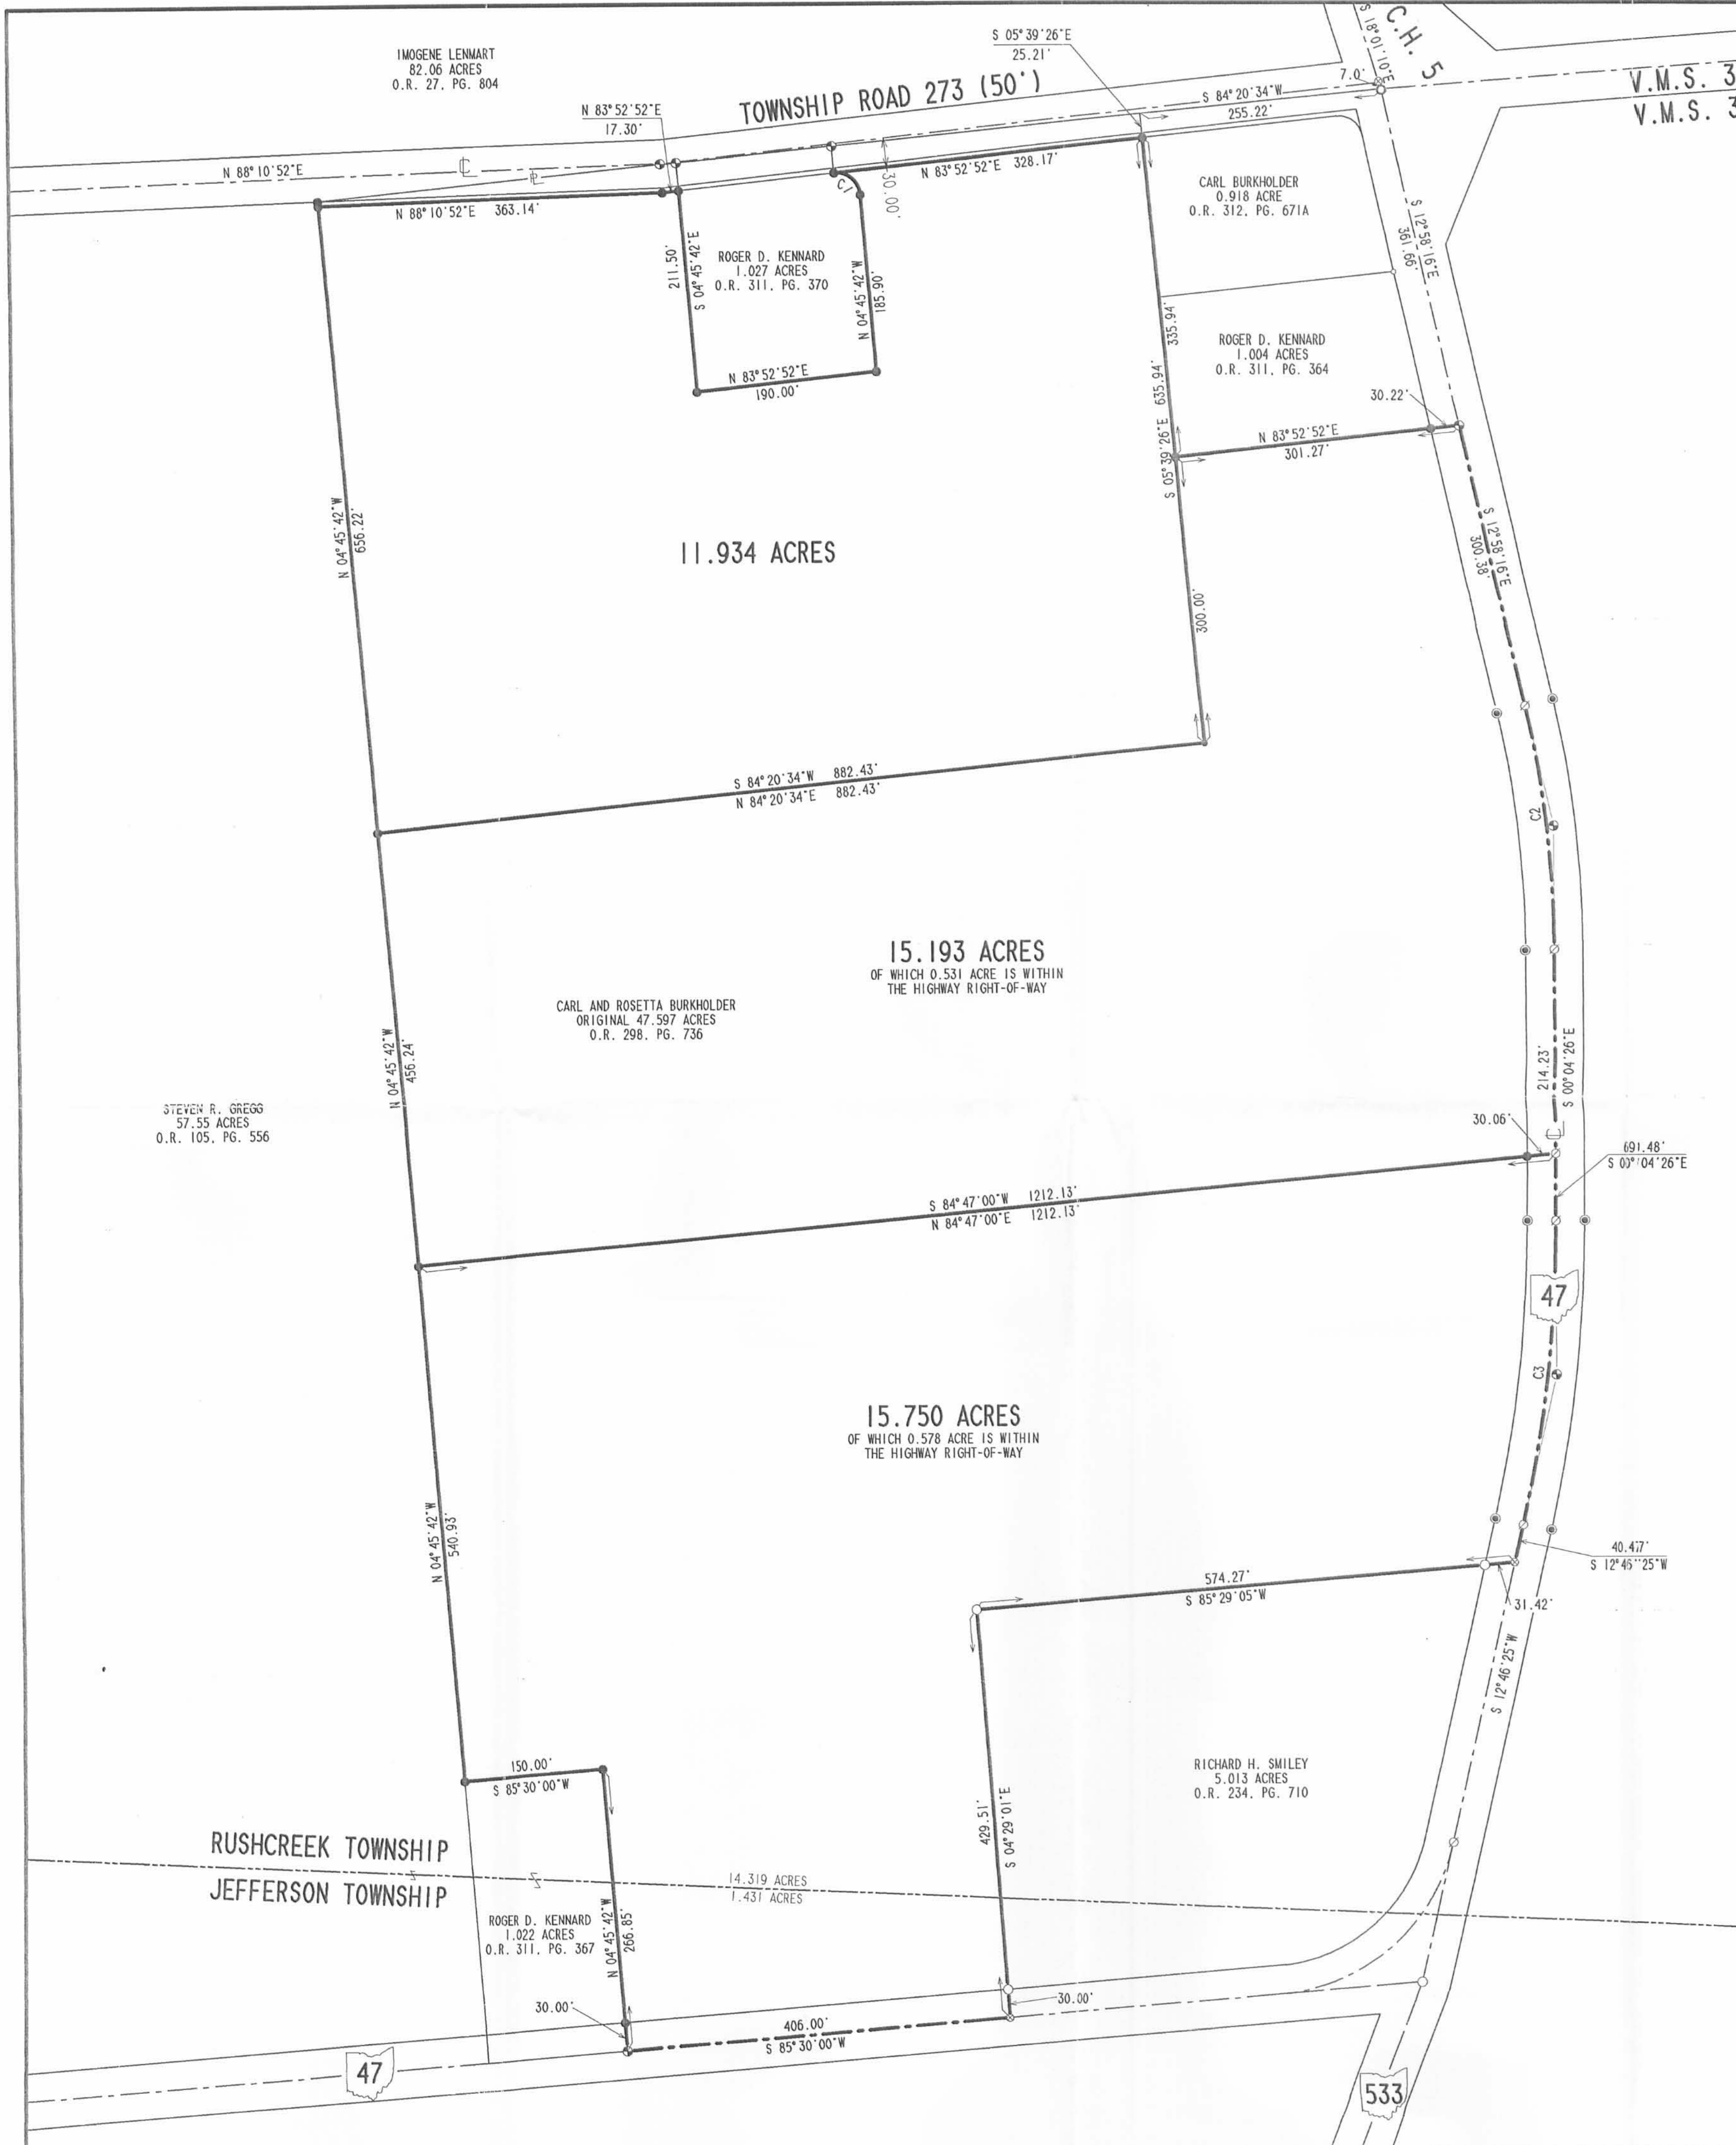 IMOGENE LENMART
82.06 ACRES
O.R. 27, PG. 804
S 05°39'26"E
25.21'
C.H. 5
S 18°01'10"E
7.0'
V.M.S. 3
V.M.S. 3
TOWNSHIP ROAD 273 (50')
S 84°20'34"W
255.22'
N 83°52'52"E
17.30'
N 88°10'52"E
N 88°10'52"E 363.14'
C1
30.00'
N 83°52'52"E 328.17'
CARL BURKHOLDER
0.918 ACRE
O.R. 312, PG. 671A
S 12°58'16"E
361.66'
211.50'
S 04°45'42"E
ROGER D. KENNARD
1.027 ACRES
O.R. 311, PG. 370
N 04°45'42"W
185.90'
N 83°52'52"E
190.00'
335.94'
S 05°39'26"E 635.94'
ROGER D. KENNARD
1.004 ACRES
O.R. 311, PG. 364
30.22'
N 83°52'52"E
301.27'
N 04°45'42"W
656.22'
11.934 ACRES
S 12°58'16"E
300.38'
300.00'
S 84°20'34"W 882.43'
N 84°20'34"E 882.43'
C2
15.193 ACRES
OF WHICH 0.531 ACRE IS WITHIN
THE HIGHWAY RIGHT-OF-WAY
CARL AND ROSETTA BURKHOLDER
ORIGINAL 47.597 ACRES
O.R. 298, PG. 736
N 04°45'42"W
456.24'
214.23'
S 00°04'26"E
STEVEN R. GREGG
57.55 ACRES
O.R. 105, PG. 556
30.06'
691.48'
S 00°04'26"E
S 84°47'00"W 1212.13'
N 84°47'00"E 1212.13'
47
C3
15.750 ACRES
OF WHICH 0.578 ACRE IS WITHIN
THE HIGHWAY RIGHT-OF-WAY
N 04°45'42"W
540.93'
40.47'
S 12°46'25"W
574.27'
S 85°29'05"W
31.42'
S 12°46'25"W
150.00'
S 85°30'00"W
RICHARD H. SMILEY
5.013 ACRES
O.R. 234, PG. 710
429.51'
S 04°29'01"E
RUSHCREEK TOWNSHIP
JEFFERSON TOWNSHIP
14.319 ACRES
1.431 ACRES
ROGER D. KENNARD
1.022 ACRES
O.R. 311, PG. 367
N 04°45'42"W
266.85'
30.00'
30.00'
406.00'
S 85°30'00"W
47
533